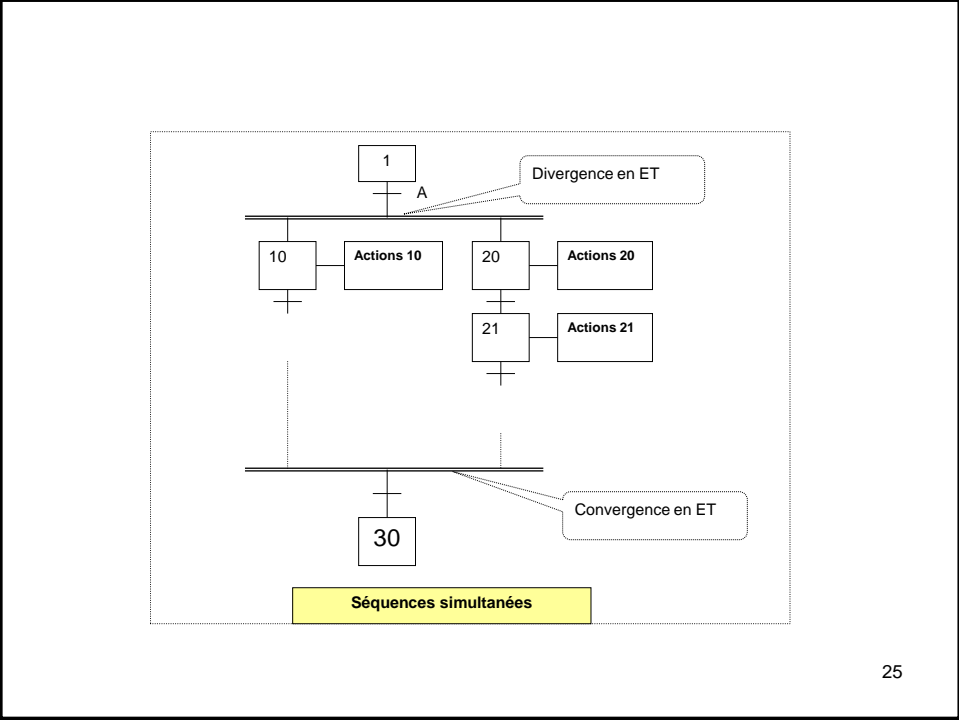 1
Divergence en ET
A
10
Actions 10
20
Actions 20
21
Actions 21
Convergence en ET
30
Séquences simultanées
25